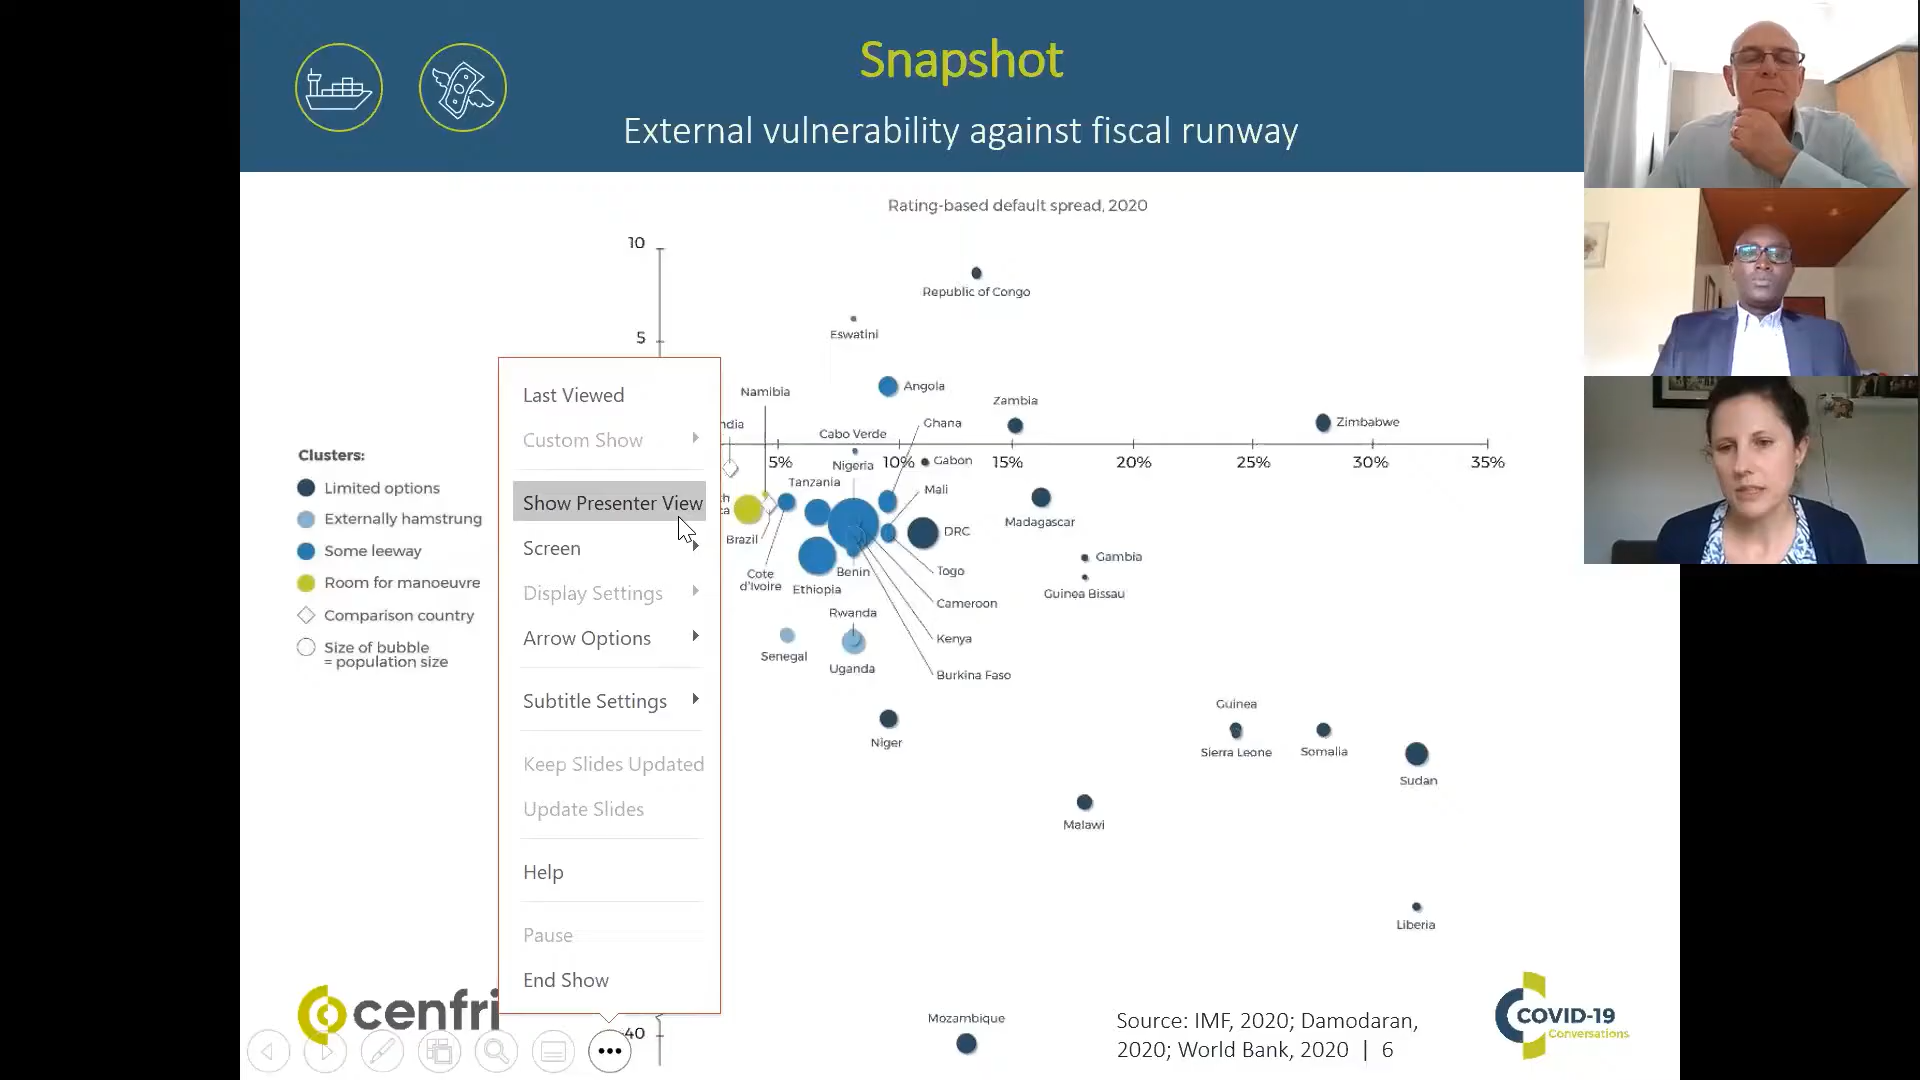 Snapshot
External vulnerability against fiscal runway
Rating-based default spread, 2020
10
5
Republic of Congo
Eswatini
Angola
Namibia
Zambia
Zimbabwe
Ghana
ndia
Cabo Verde
5%
Nigeria
10%
Gabon
15%
20%
25%
30%
35%
Tanzania
Mali
Madagascar
DRC
Brazil
Gambia
Togo
Benin
Cote
d'Ivoire
Ethiopia
Guinea Bissau
Cameroon
Rwanda
Kenya
Senegal
Uganda
Burkina Faso
Guinea
Niger
Sierra Leone
Somalia
Sudan
Malawi
Liberia
Mozambique
40
Clusters:
Limited options
Externally hamstrung
Some leeway
Room for manoeuvre
Comparison country
Size of bubble
= population size
Last Viewed
Custom Show
Show Presenter View
Screen
Display Settings
Arrow Options
Subtitle Settings
Keep Slides Updated
Update Slides
Help
Pause
End Show
cenfri
Source: IMF, 2020; Damodaran,
2020; World Bank, 2020 | 6
COVID-19
Conversations